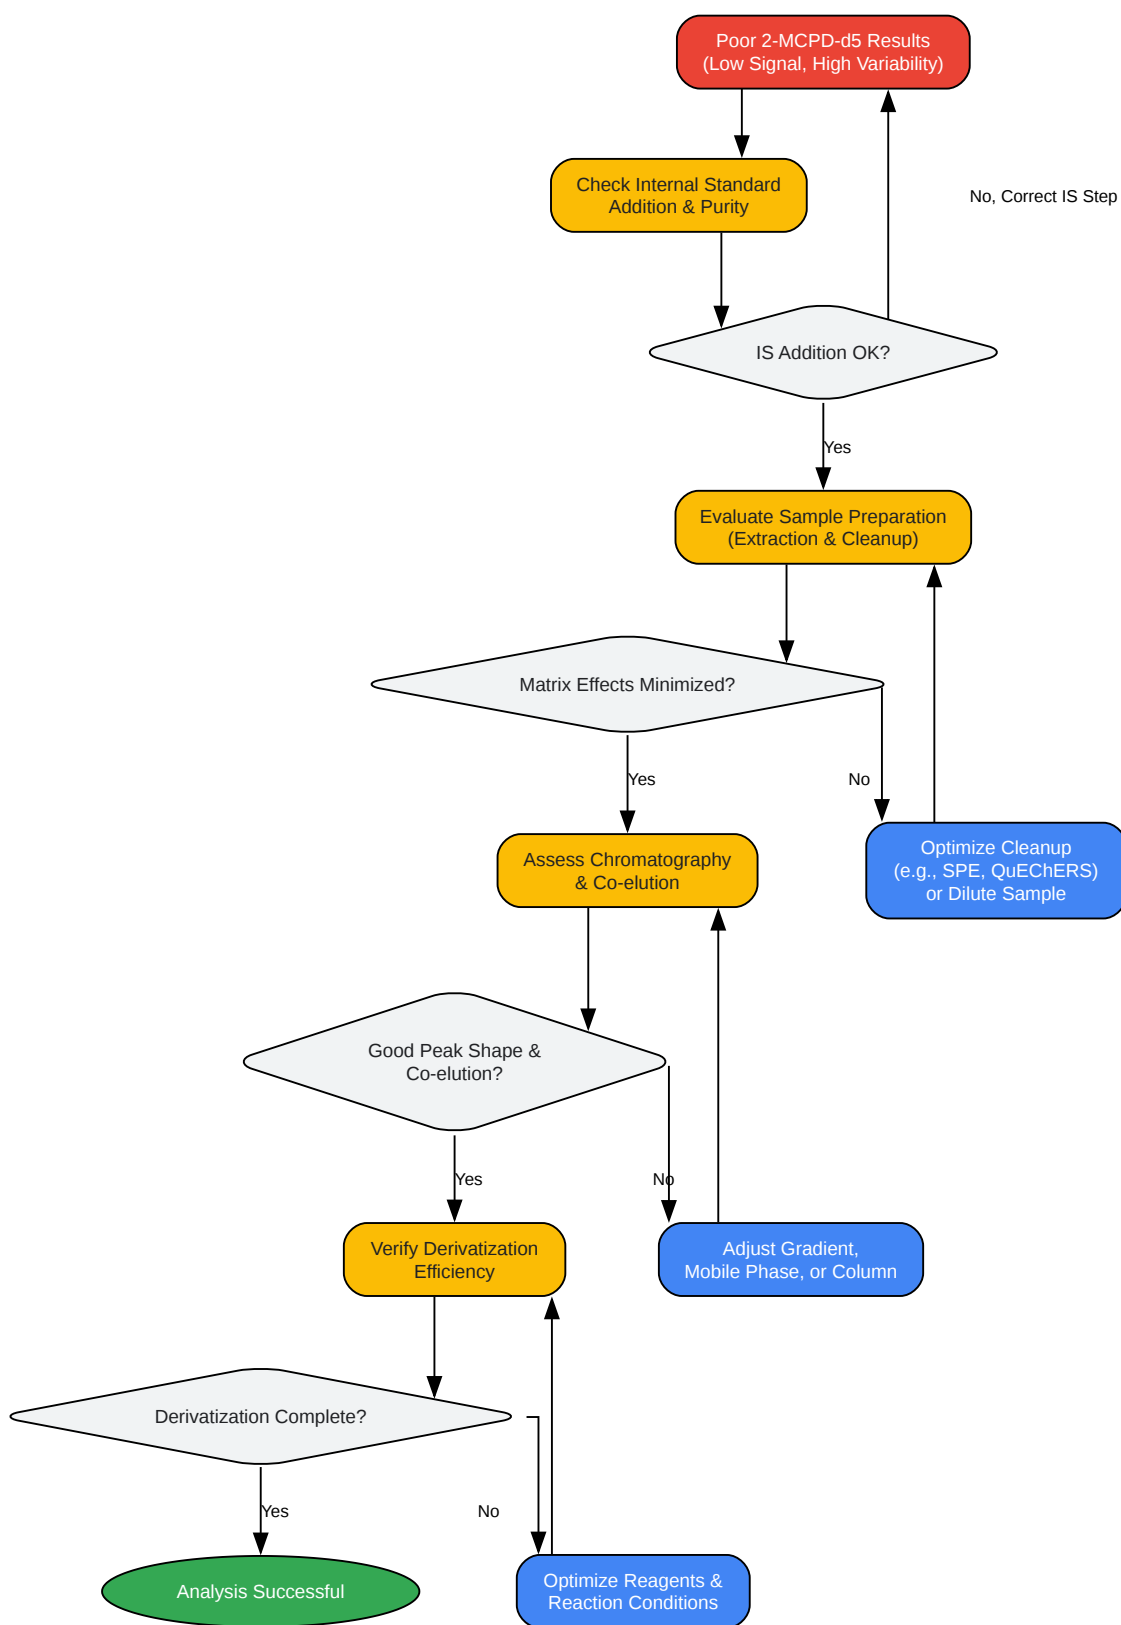 Poor 2-MCPD-d5 Results
(Low Signal, High Variability)
Check Internal Standard
Addition & Purity
No, Correct IS Step
IS Addition OK?
Yes
Evaluate Sample Preparation
(Extraction & Cleanup)
Matrix Effects Minimized?
Yes
No
Optimize Cleanup
(e.g., SPE, QuEChERS)
or Dilute Sample
Assess Chromatography
& Co-elution
Good Peak Shape &
Co-elution?
Yes
No
Verify Derivatization
Efficiency
Adjust Gradient,
Mobile Phase, or Column
Derivatization Complete?
Yes
No
Analysis Successful
Optimize Reagents &
Reaction Conditions